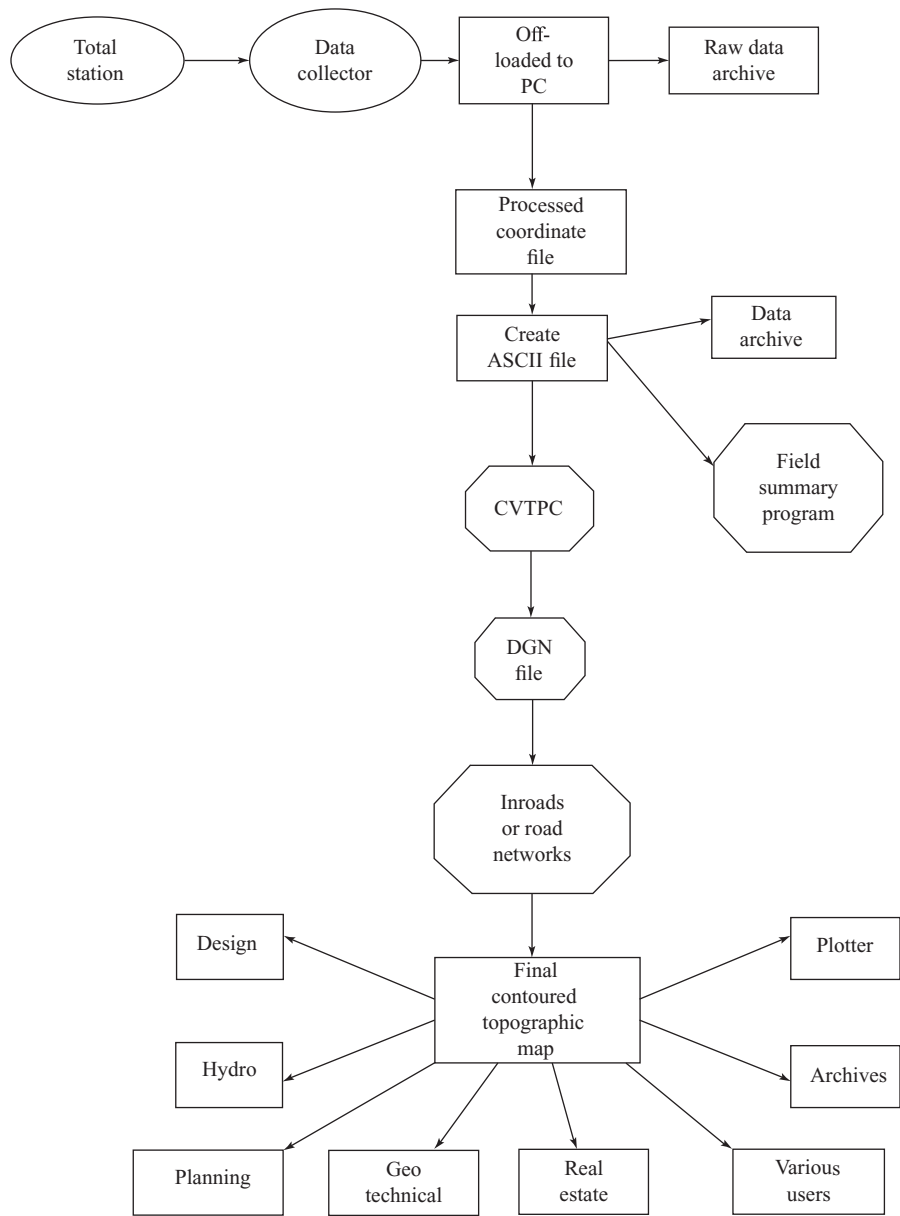 Total
station
Data
collector
Off-
loaded to
PC
Raw data
archive
Processed
coordinate
file
Create
ASCII file
Data
archive
Field
summary
program
CVTPC
DGN
file
Inroads
or road
networks
Design
Final
contoured
topographic
map
Plotter
Hydro
Archives
Planning
Geo
technical
Real
estate
Various
users